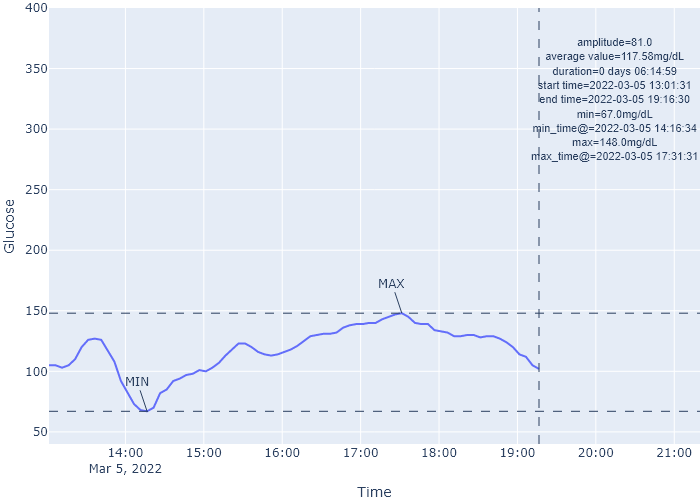 400
350
300
250
200
150
100
50
Glucose
amplitude=81.0
average value=117.58mg/dL
duration=0 days 06:14:59
start time=2022-03-05 13:01:31
end time=2022-03-05 19:16:30
min=67.0mg/dL
min_time@=2022-03-05 14:16:34
max=148.0mg/dL
max_time@=2022-03-05 17:31:31
MAX
MIN
14:00 15:00 16:00 17:00 18:00 19:00 20:00 21:00
Mar 5, 2022
Time